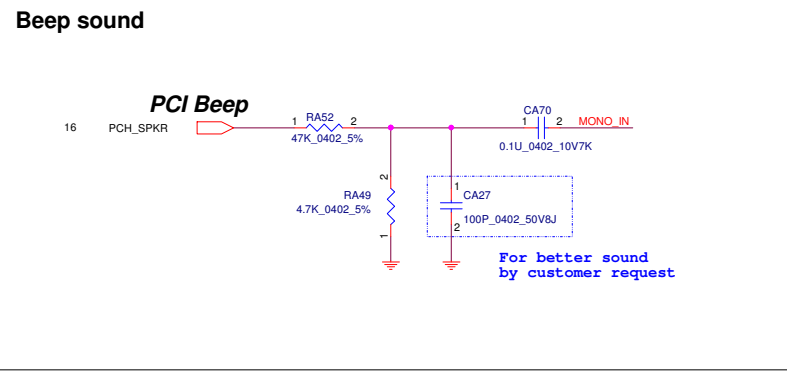 Beep sound
PCI Beep
16 PCH_SPKR
1 RA52 2
47K_0402_5%
CA70
1 2 MONO_IN
0.1U_0402_10V7K
2
RA49
4.7K_0402_5%
1
1
CA27
100P_0402_50V8J
2
For better sound
by customer request